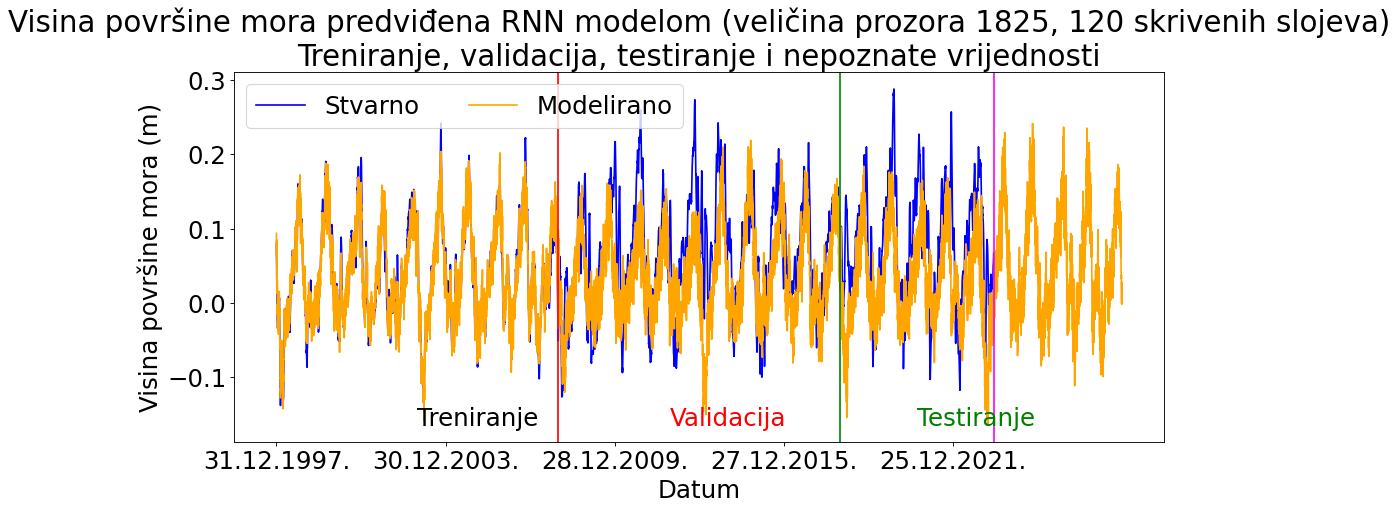 Visina površine mora predviđena RNN modelom (veličina prozora 1825, 120 skrivenih slojeva)
Treniranje, validacija, testiranje i nepoznate vrijednosti
Stvarno Modelirano
Visina površine mora (m)
0.3
0.2
0.1
0.0
−0.1
Treniranje Validacija Testiranje
31.12.1997. 30.12.2003. 28.12.2009. 27.12.2015. 25.12.2021.
Datum